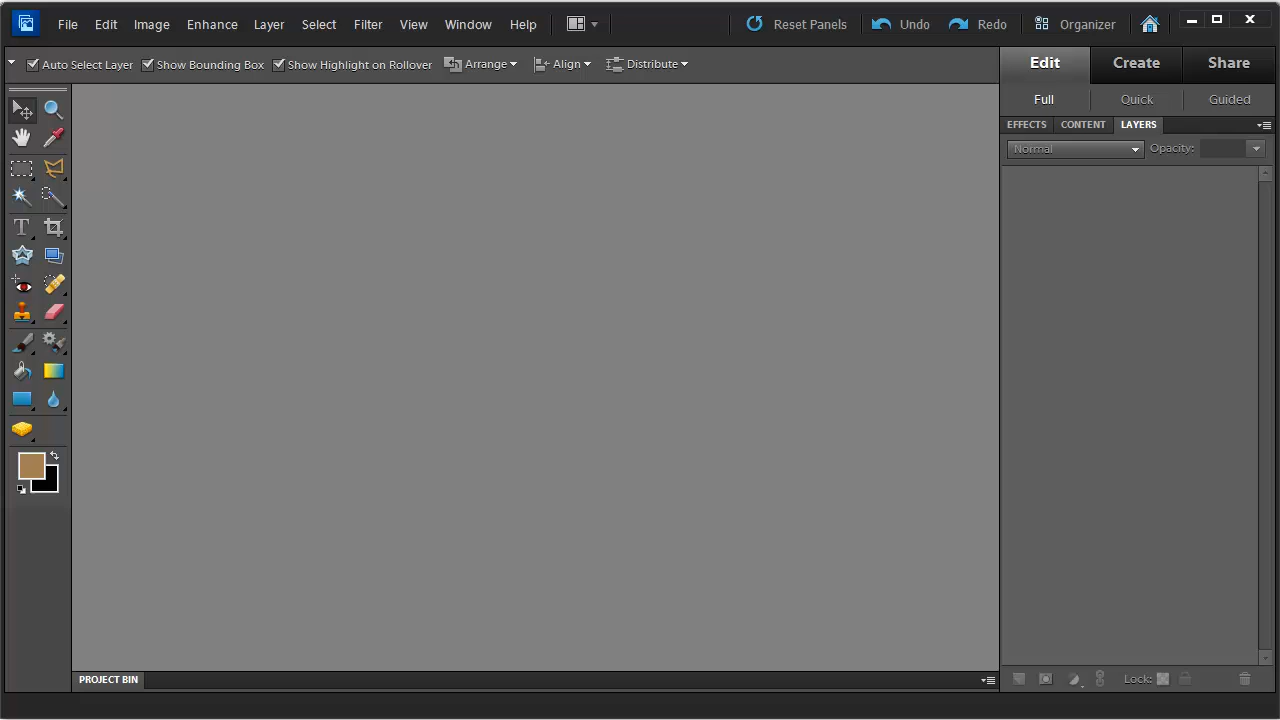 File Edit Image Enhance Layer Select Filter View Window Help Reset Panels Undo Redo Organizer
Auto Select Layer Show Bounding Box Show Highlight on Rollover Arrange Align Distribute
Edit Create Share
Full Quick Guided
EFFECTS CONTENT LAYERS
Normal Opacity:
T
PROJECT BIN
Lock: